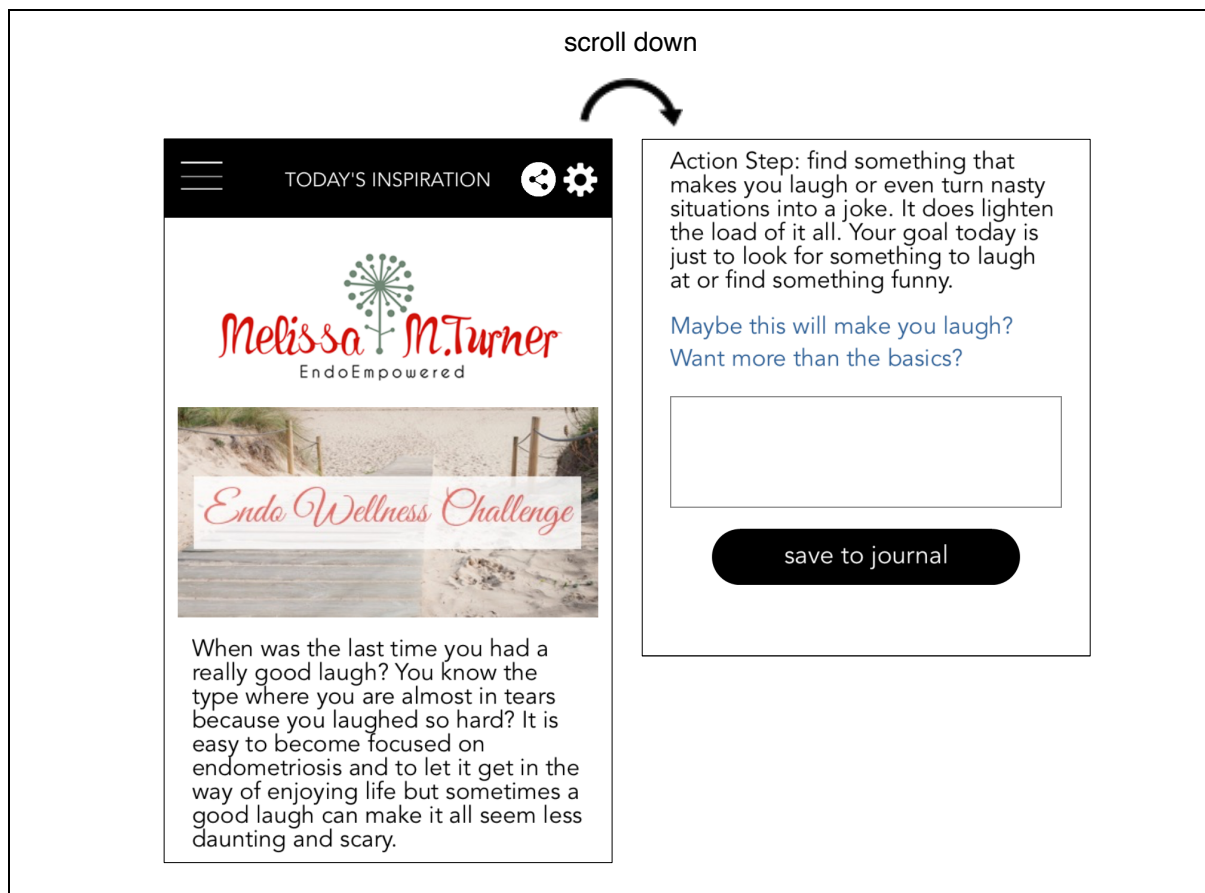 scroll down
TODAY'S INSPIRATION
Melissa M.Turner
EndoEmpowered
Endo Wellness Challenge
When was the last time you had a
really good laugh? You know the
type where you are almost in tears
because you laughed so hard? It is
easy to become focused on
endometriosis and to let it get in the
way of enjoying life but sometimes a
good laugh can make it all seem less
daunting and scary.
Action Step: find something that
makes you laugh or even turn nasty
situations into a joke. It does lighten
the load of it all. Your goal today is
just to look for something to laugh
at or find something funny.
Maybe this will make you laugh?
Want more than the basics?
save to journal